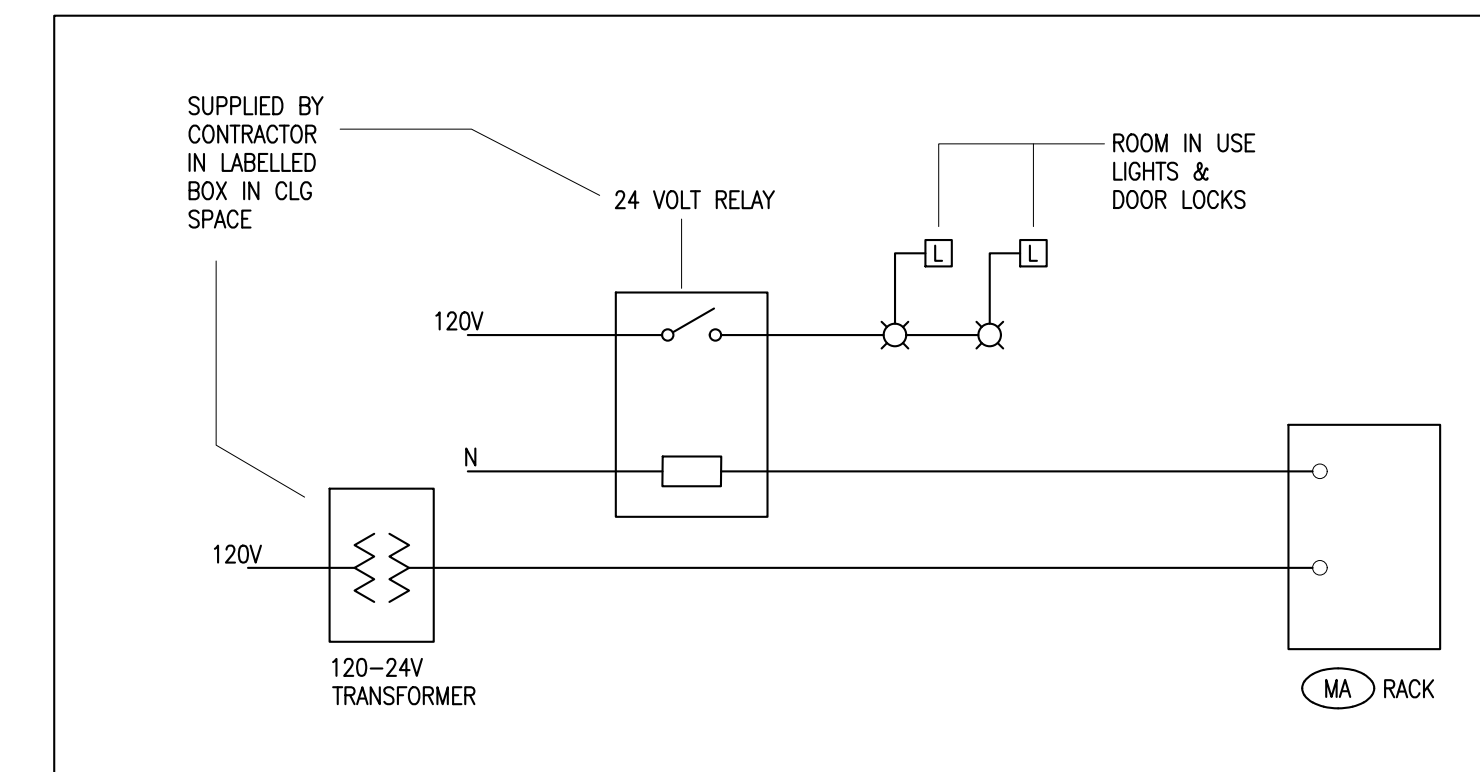 SUPPLIED BY
CONTRACTOR
IN LABELLED
BOX IN CLG
SPACE
24 VOLT RELAY
ROOM IN USE
LIGHTS &
DOOR LOCKS
L
L
120V
N
120V
120-24V
TRANSFORMER
MA RACK